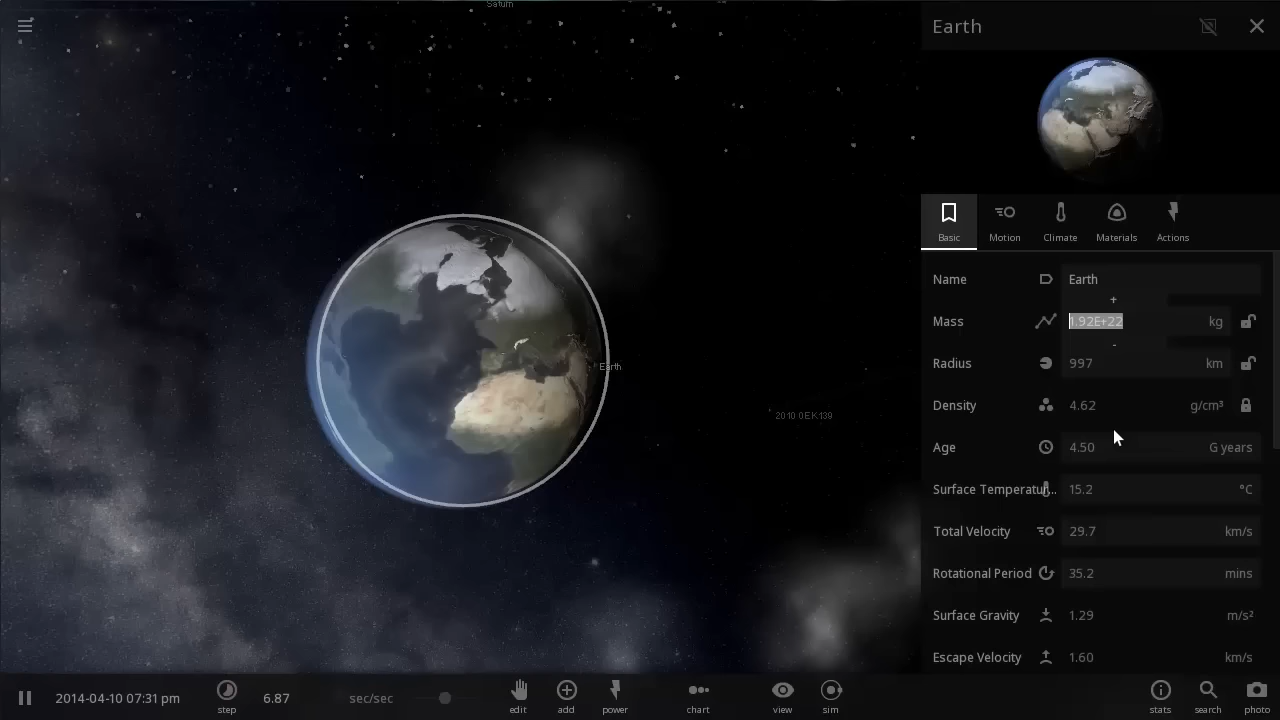 Saturn
Earth
Basic
Motion
Climate
Materials
Actions
Name
Earth
+
Mass
1.92E+22
kg
-
Radius
997
km
Density
4.62
g/cm³
Age
4.50
G years
Surface Temperatur...
15.2
°C
Total Velocity
29.7
km/s
Rotational Period
35.2
mins
Surface Gravity
1.29
m/s²
Escape Velocity
1.60
km/s
Earth
2014-04-10 07:31 pm
step
6.87
sec/sec
edit
add
power
chart
view
sim
stats
search
photo